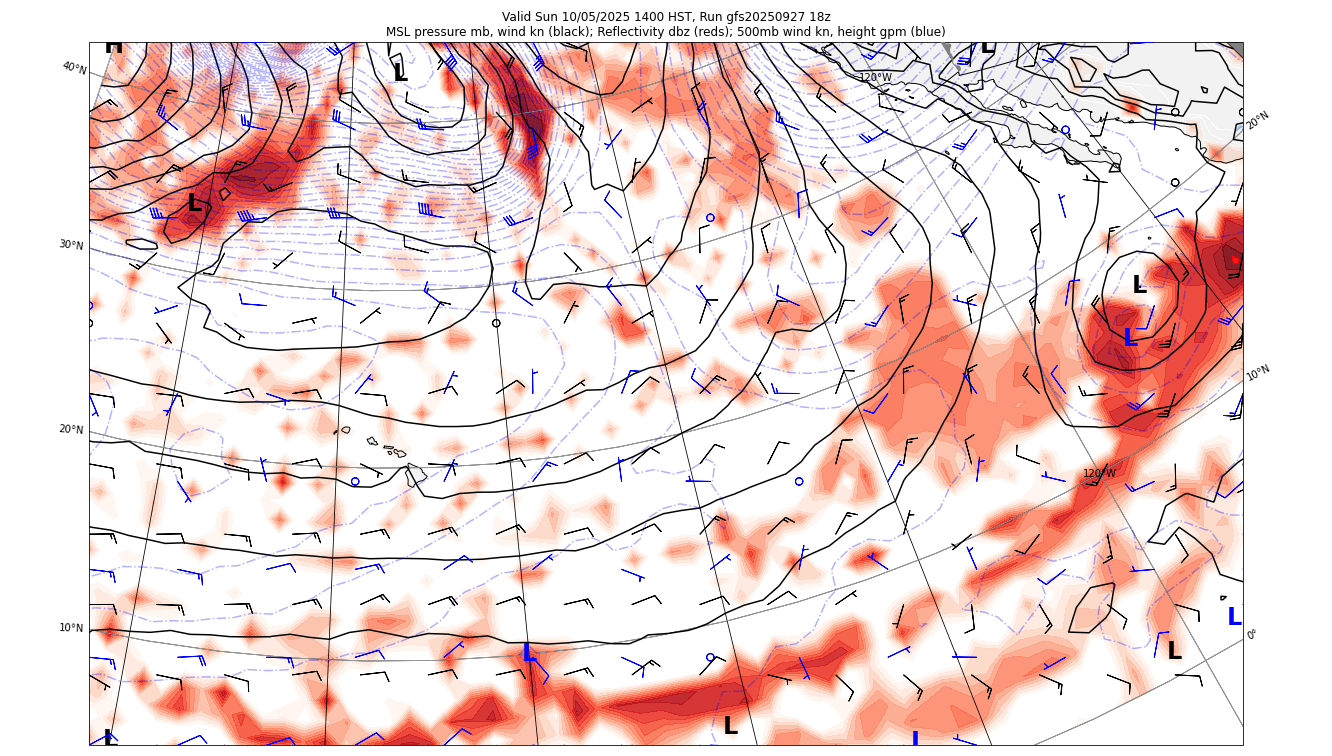 Valid Sun 10/05/2025 1400 HST, Run gfs20250927 18z
MSL pressure mb, wind kn (black); Reflectivity dbz (reds); 500mb wind kn, height gpm (blue)
H
L
L
40°N
120°W
20°N
L
30°N
L
L
10°N
20°N
120°W
L
10°N
0°
L
L
L
L
L